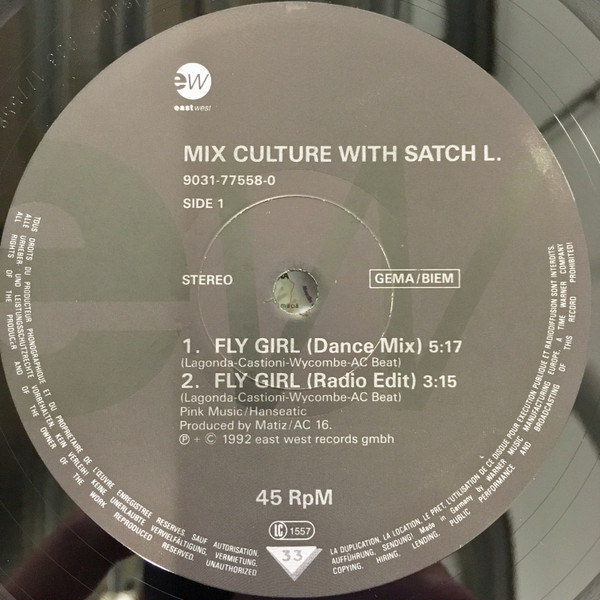 ew
eastwest
MIX CULTURE WITH SATCH L.
9031-77558-0
SIDE 1
STEREO
GEMA/BIEM
1. FLY GIRL (Dance Mix) 5:17
(Lagonda-Castioni-Wycombe-AC Beat)
2. FLY GIRL (Radio Edit) 3:15
(Lagonda-Castioni-Wycombe-AC Beat)
Pink Music/Hanseatic
Produced by Matiz/AC 16.
Ⓟ + © 1992 east west records gmbh
45 RpM
LC 1557
33
TOUS DROITS DU PRODUCTEUR PHONOGRAPHIQUE ET DU PROPRIETAIRE DE L'ŒUVRE ENREGISTREE RESERVES. SAUF AUTORISATION,
ALLE URHEBER UND LEISTUNGSSCHUTZRECHTE VORBEHALTEN. KEIN VERLEIH! KEINE UNERLAUBTE VERVIELFÄLTIGUNG, VERMIETUNG,
ALL RIGHTS OF THE PRODUCER AND OF THE OWNER OF THE WORK REPRODUCED RESERVED. UNAUTHORIZED
LA DUPLICATION, LA LOCATION, LE PRET, L'UTILISATION DE CE DISQUE POUR EXECUTION PUBLIQUE ET RADIODIFFUSION SONT INTERDITS.
AUFFÜHRUNG, SENDUNG! Made in Germany by WARNER MUSIC MANUFACTURING EUROPE. A TIME WARNER COMPANY
COPYING, HIRING, LENDING, PUBLIC PERFORMANCE AND BROADCASTING OF THIS RECORD PROHIBITED!